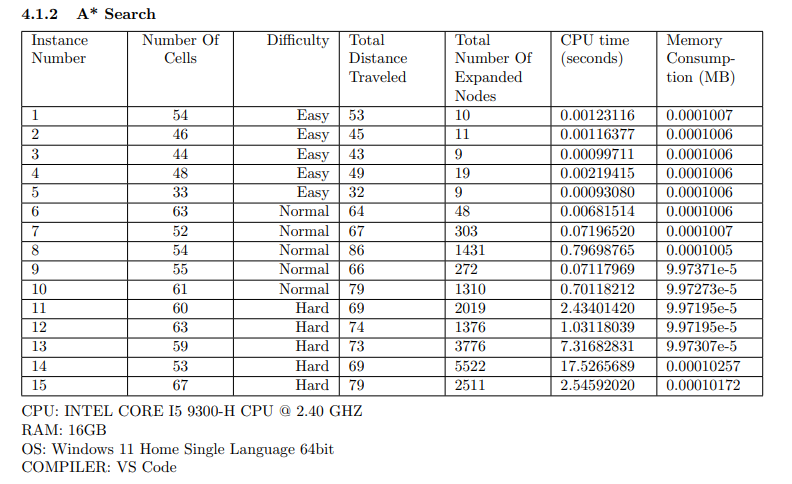 4.1.2 A* Search
Instance Number Number Of Cells Difficulty Total Distance Traveled Total Number Of Expanded Nodes CPU time (seconds) Memory Consump-tion (MB)
1 54 Easy 53 10 0.00123116 0.0001007
2 46 Easy 45 11 0.00116377 0.0001006
3 44 Easy 43 9 0.00099711 0.0001006
4 48 Easy 49 19 0.00219415 0.0001006
5 33 Easy 32 9 0.00093080 0.0001006
6 63 Normal 64 48 0.00681514 0.0001006
7 52 Normal 67 303 0.07196520 0.0001007
8 54 Normal 86 1431 0.79698765 0.0001005
9 55 Normal 66 272 0.07117969 9.97371e-5
10 61 Normal 79 1310 0.70118212 9.97273e-5
11 60 Hard 69 2019 2.43401420 9.97195e-5
12 63 Hard 74 1376 1.03118039 9.97195e-5
13 59 Hard 73 3776 7.31682831 9.97307e-5
14 53 Hard 69 5522 17.5265689 0.00010257
15 67 Hard 79 2511 2.54592020 0.00010172
CPU: INTEL CORE I5 9300-H CPU @ 2.40 GHZ
RAM: 16GB
OS: Windows 11 Home Single Language 64bit
COMPILER: VS Code